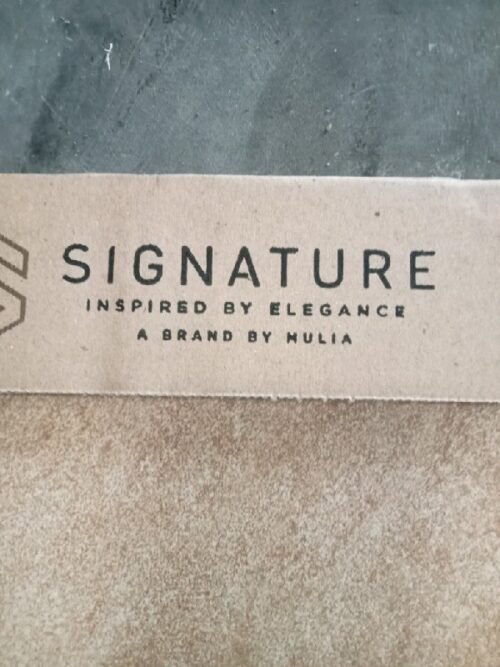 SIGNATURE
INSPIRED BY ELEGANCE
A BRAND BY MULIA